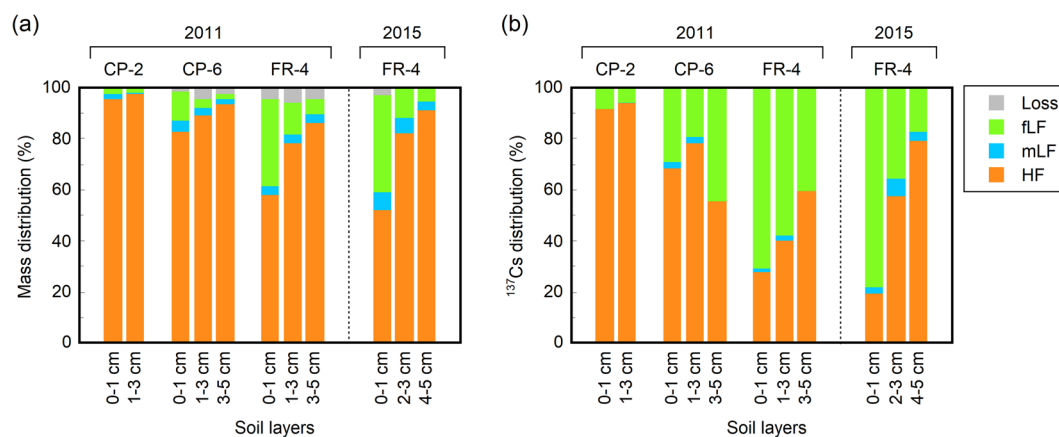 (a)
2011
2015
CP-2 CP-6 FR-4 FR-4
Mass distribution (%)
100
80
60
40
20
0
0-1 cm
1-3 cm
0-1 cm
1-3 cm
3-5 cm
0-1 cm
1-3 cm
3-5 cm
0-1 cm
2-3 cm
4-5 cm
Soil layers
(b)
2011
2015
CP-2 CP-6 FR-4 FR-4
¹³⁷Cs distribution (%)
100
80
60
40
20
0
0-1 cm
1-3 cm
0-1 cm
1-3 cm
3-5 cm
0-1 cm
1-3 cm
3-5 cm
0-1 cm
2-3 cm
4-5 cm
Soil layers
Loss
fLF
mLF
HF